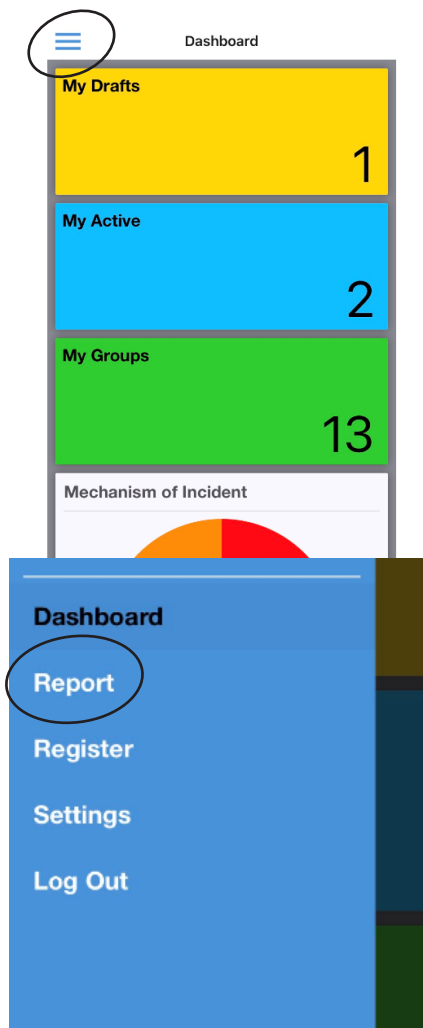 Dashboard
My Drafts
1
My Active
2
My Groups
13
Mechanism of Incident
Dashboard
Report
Register
Settings
Log Out